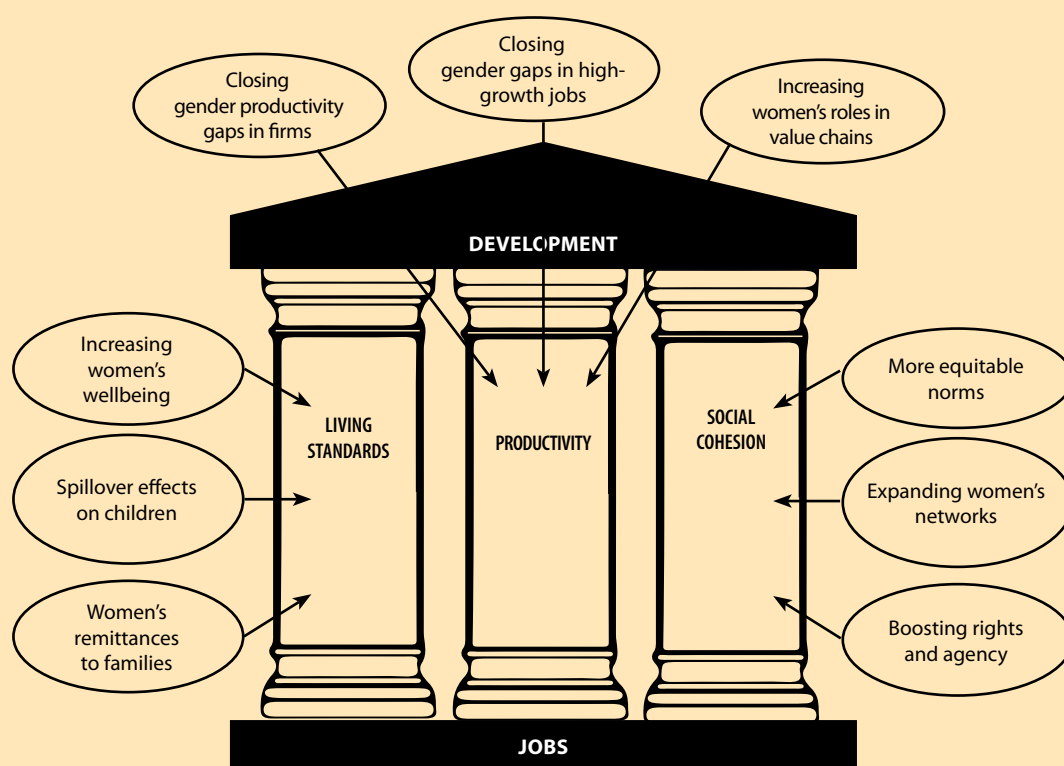 Closing
gender productivity
gaps in firms
Closing
gender gaps in high-
growth jobs
Increasing
women's roles in
value chains
DEVELOPMENT
Increasing
women's
wellbeing
Spillover effects
on children
Women's
remittances
to families
LIVING
STANDARDS
PRODUCTIVITY
SOCIAL
COHESION
More equitable
norms
Expanding women's
networks
Boosting rights
and agency
JOBS